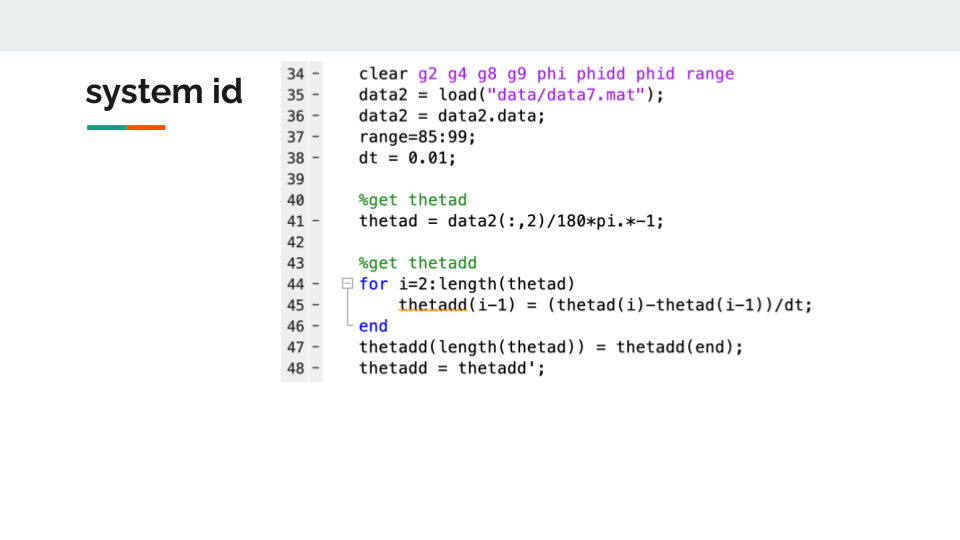 system id
34 -    clear g2 g4 g8 g9 phi phidd phid range
35 -    data2 = load("data/data7.mat");
36 -    data2 = data2.data;
37 -    range=85:99;
38 -    dt = 0.01;
39
40      %get thetad
41 -    thetad = data2(:,2)/180*pi.*-1;
42
43      %get thetadd
44 -    for i=2:length(thetad)
45 -        thetadd(i-1) = (thetad(i)-thetad(i-1))/dt;
46 -    end
47 -    thetadd(length(thetad)) = thetadd(end);
48 -    thetadd = thetadd';